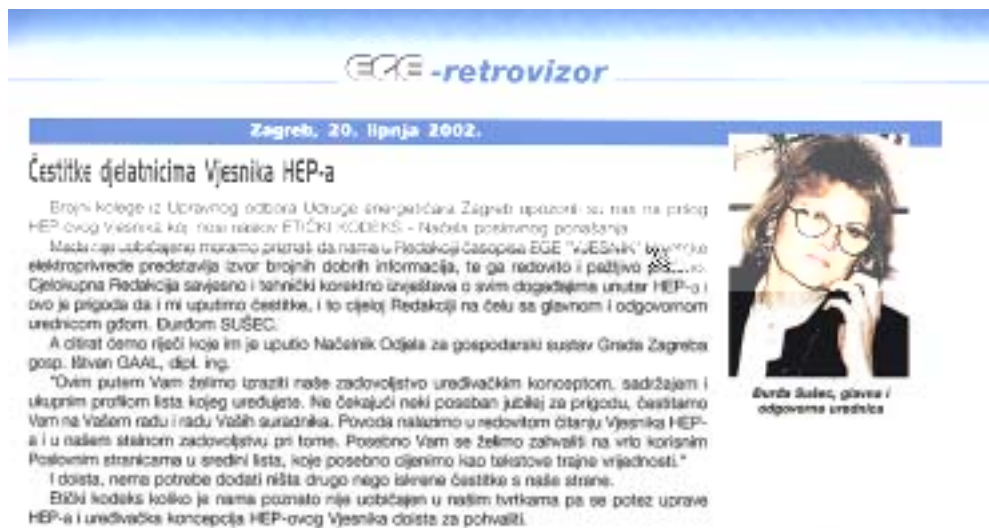 EGE -retrovizor
Zagreb, 20. lipnja 2002.
Čestitke djelatnicima Vjesnika HEP-a
Brojni kolege iz Upravnog odbora Udruge energetičara Zagreb upozorili su nas na prilog
HEP-ovog Vjesnika koji nosi naslov ETIČKI KODEKS - Načela poslovnog ponašanja.
Mada nije uobičajeno moramo priznati da nama u Redakciji časopisa EGE "VJESNIK"
elektroprivrede predstavlja izvor brojnih dobrih informacija, te ga redovito i pažljivo
Cjelokupna Redakcija savjesno i tehnički korektno izvještava o svim događajima unutar HEP-a i
ovo je prigoda da i mi uputimo čestitke, i to cijeloj Redakciji na čelu sa glavnom i odgovornom
urednicom gđom. Đurđom SUŠEC.
A citirat ćemo riječi koje im je uputio Načelnik Odjela za gospodarski sustav Grada Zagreba
gosp. Ištvan GAAL, dipl. ing.
"Ovim putem Vam želimo izraziti naše zadovoljstvo uređivačkim konceptom, sadržajem i
ukupnim profilom lista kojeg uređujete. Ne čekajući neki poseban jubilej za prigodu, čestitamo
Vam na Vašem radu i radu Vaših suradnika. Povoda nalazimo u redovitom čitanju Vjesnika HEP-
a i u našem stalnom zadovoljstvu pri tome. Posebno Vam se želimo zahvaliti na vrlo korisnim
Poslovnim stranicama u sredini lista, koje posebno cijenimo kao tekstove trajne vrijednosti."
I doista, nema potrebe dodati ništa drugo nego iskrene čestitke s naše strane.
Etički kodeks koliko je nama poznato nije uobičajen u našim tvrtkama pa se potez uprave
HEP-a i uređivačka koncepcija HEP-ovog Vjesnika doista za pohvaliti.
Đurđa Sušec, glavna i
odgovorna urednica